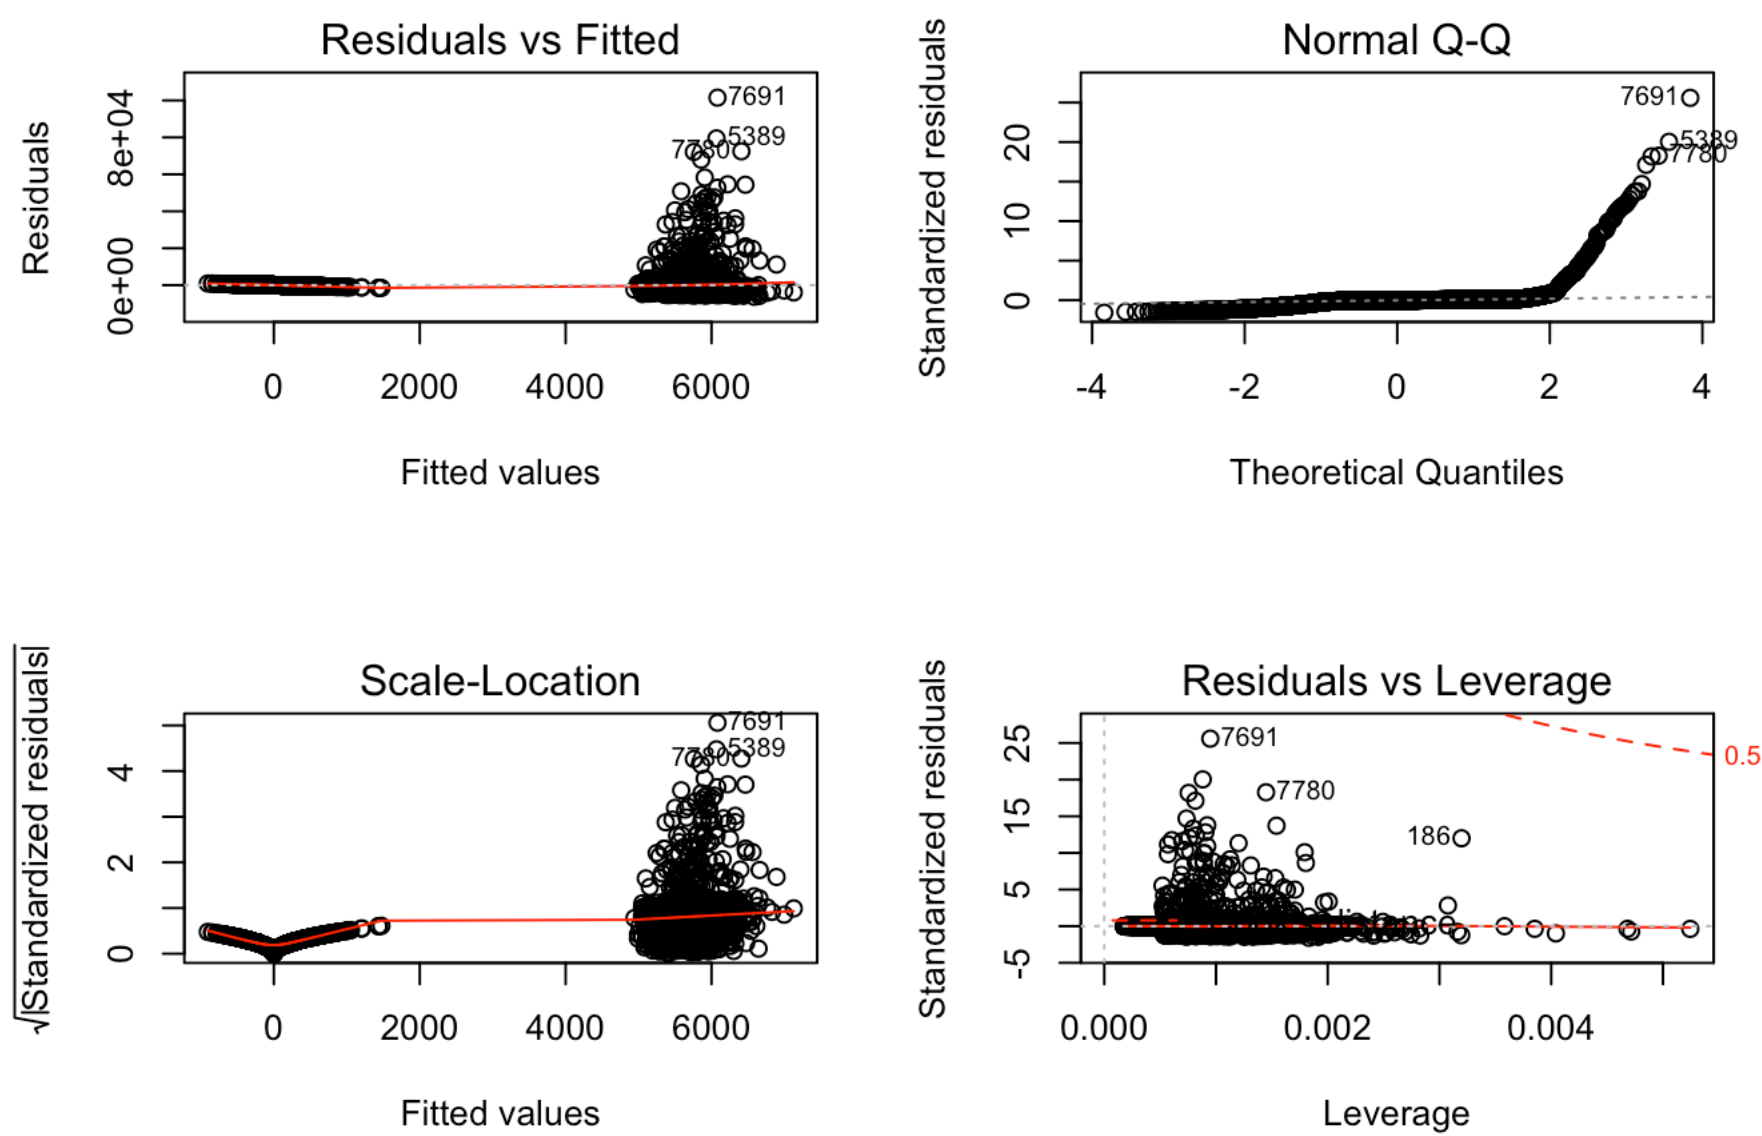 Residuals vs Fitted
Residuals
8e+04
0e+00
7691
5389
7780
0 2000 4000 6000
Fitted values
Normal Q-Q
Standardized residuals
20
10
0
7691
5389
7780
-4 -2 0 2 4
Theoretical Quantiles
Scale-Location
√|Standardized residuals|
4
2
0
7691
5389
7780
0 2000 4000 6000
Fitted values
Residuals vs Leverage
Standardized residuals
25
15
5
-5
7691
7780
186
0.5
0.000 0.002 0.004
Leverage